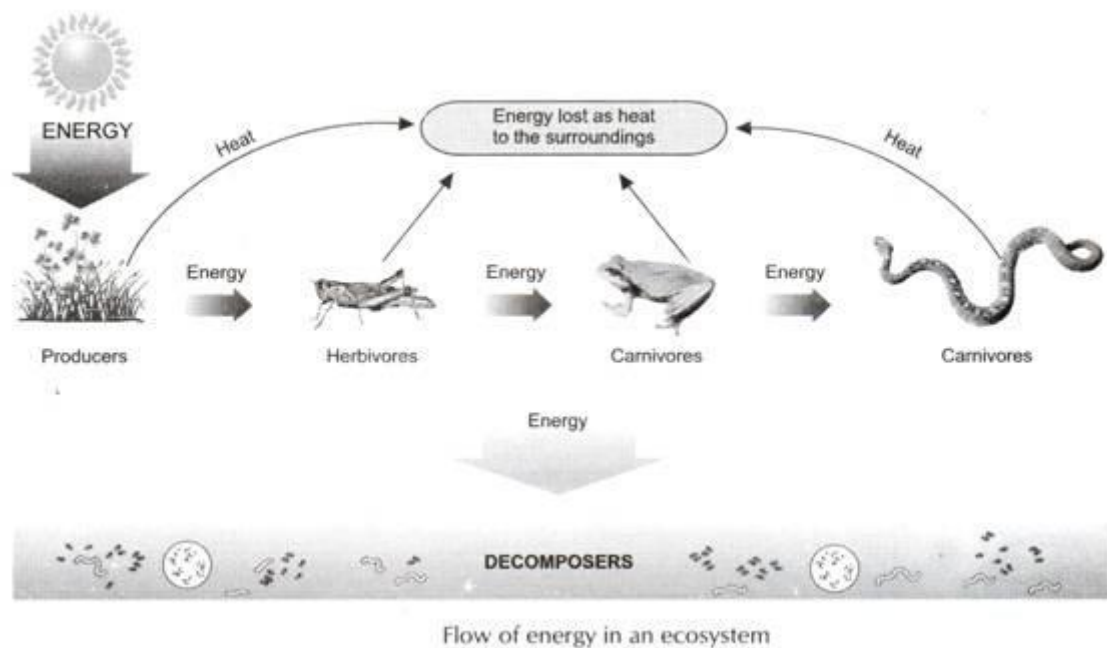 ENERGY
Energy lost as heat
to the surroundings
Heat
Heat
Energy
Energy
Energy
Producers
Herbivores
Carnivores
Carnivores
Energy
DECOMPOSERS
Flow of energy in an ecosystem